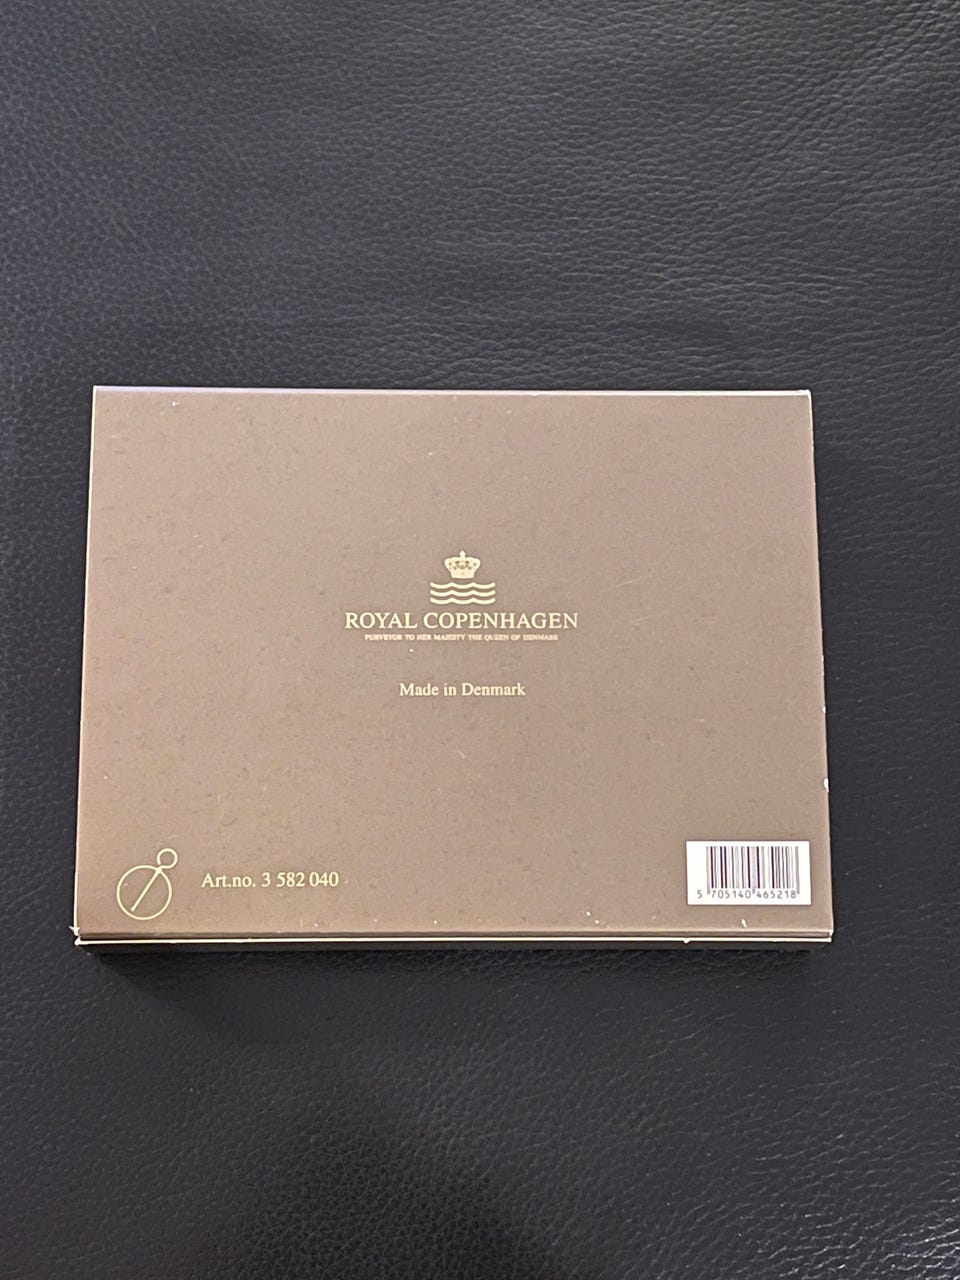 ROYAL COPENHAGEN
PURVEYOR TO HER MAJESTY THE QUEEN OF DENMARK
Made in Denmark
Art.no. 3 582 040
5 705140 465218